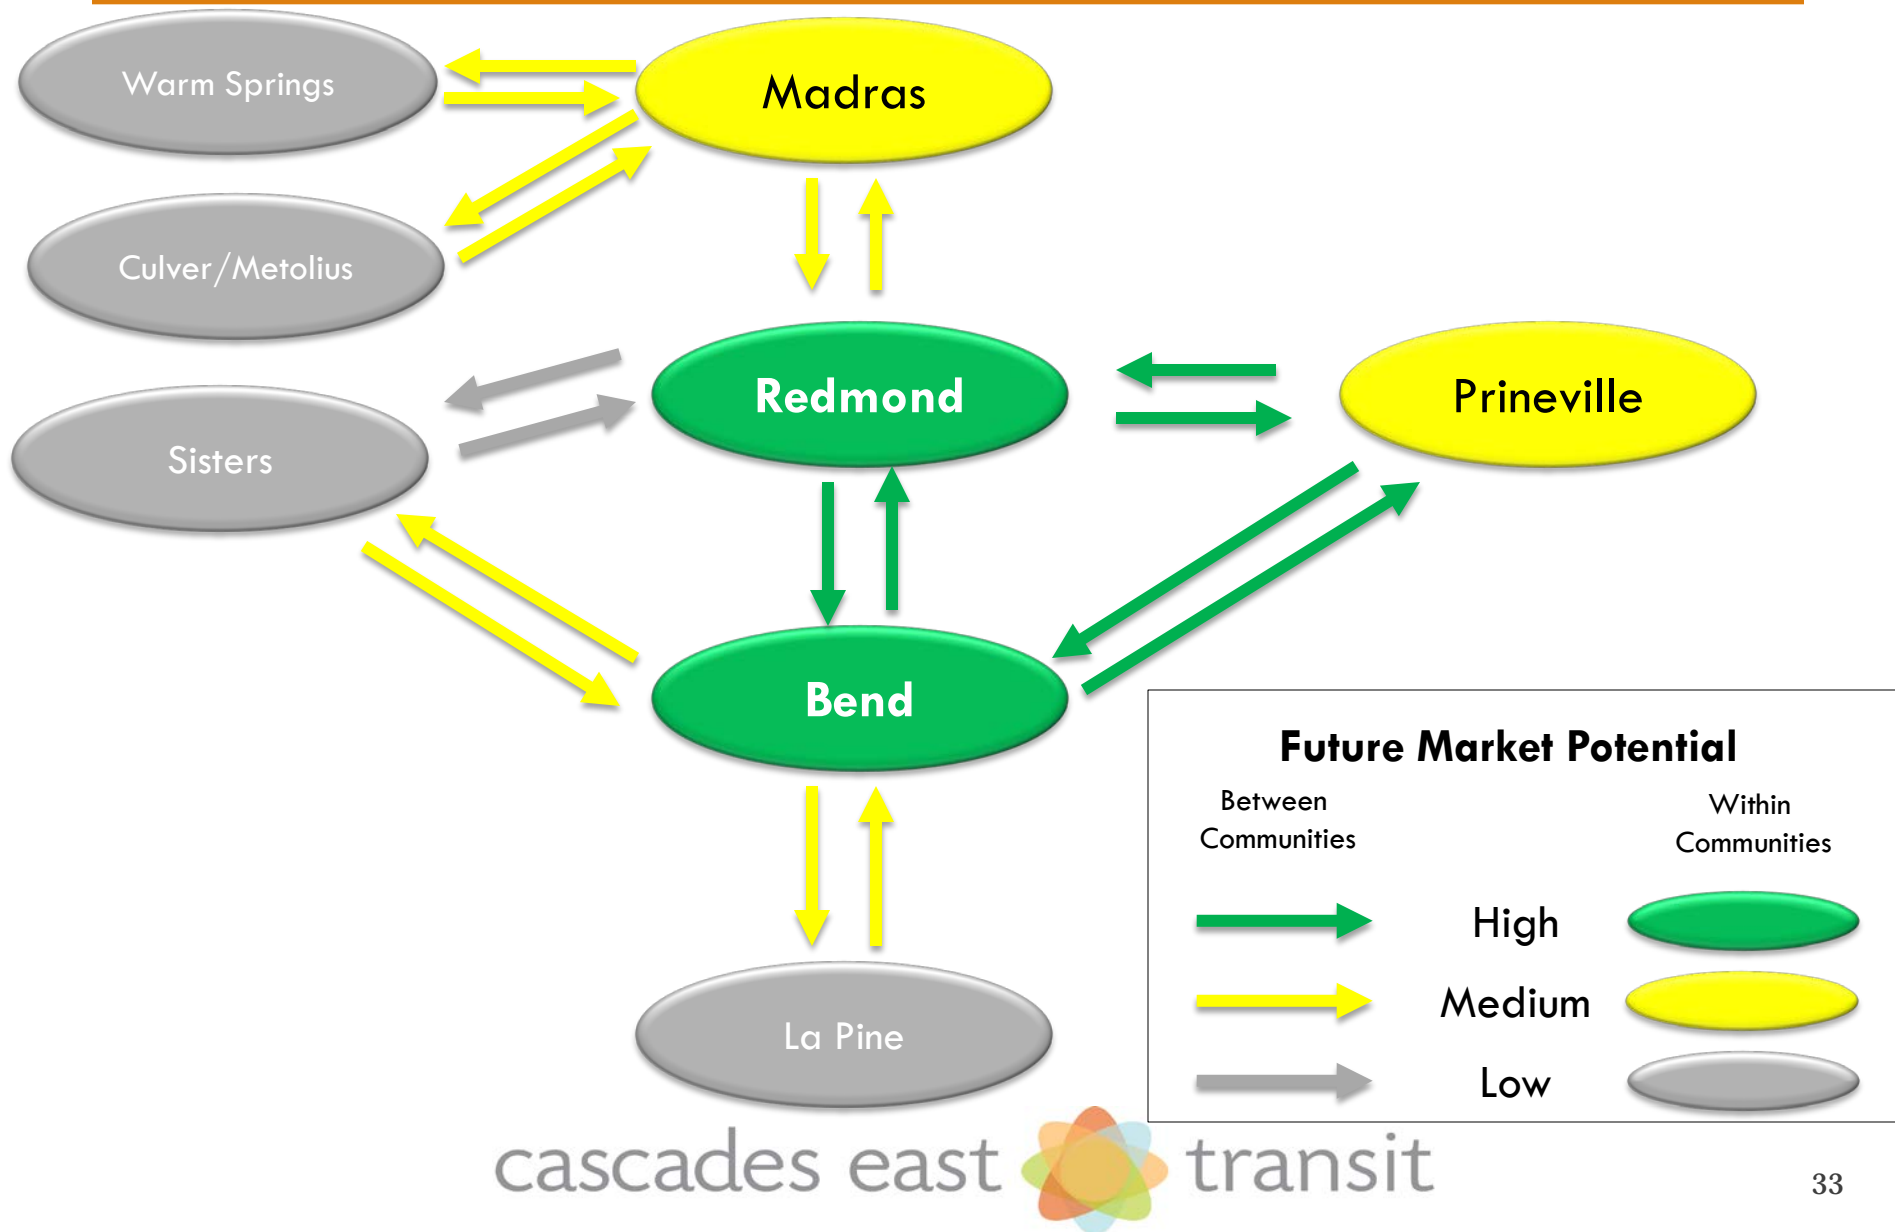 Warm Springs
Madras
Culver/Metolius
Redmond
Prineville
Sisters
Bend
La Pine
Future Market Potential
Between
Communities
Within
Communities
High
Medium
Low
cascades east transit
33